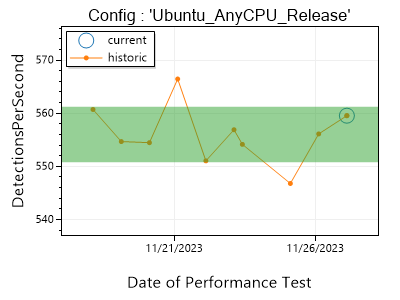 Config : 'Ubuntu_AnyCPU_Release'
current
historic
DetectionsPerSecond
570
560
550
540
11/21/2023
11/26/2023
Date of Performance Test